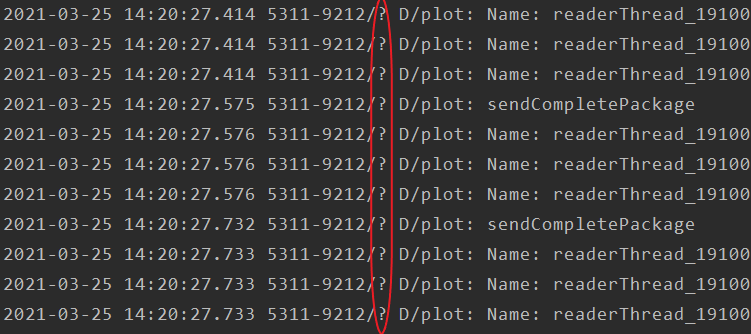 2021-03-25 14:20:27.414 5311-9212/? D/plot: Name: readerThread_19100
2021-03-25 14:20:27.414 5311-9212/? D/plot: Name: readerThread_19100
2021-03-25 14:20:27.414 5311-9212/? D/plot: Name: readerThread_19100
2021-03-25 14:20:27.575 5311-9212/? D/plot: sendCompletePackage
2021-03-25 14:20:27.576 5311-9212/? D/plot: Name: readerThread_19100
2021-03-25 14:20:27.576 5311-9212/? D/plot: Name: readerThread_19100
2021-03-25 14:20:27.576 5311-9212/? D/plot: Name: readerThread_19100
2021-03-25 14:20:27.732 5311-9212/? D/plot: sendCompletePackage
2021-03-25 14:20:27.733 5311-9212/? D/plot: Name: readerThread_19100
2021-03-25 14:20:27.733 5311-9212/? D/plot: Name: readerThread_19100
2021-03-25 14:20:27.733 5311-9212/? D/plot: Name: readerThread_19100